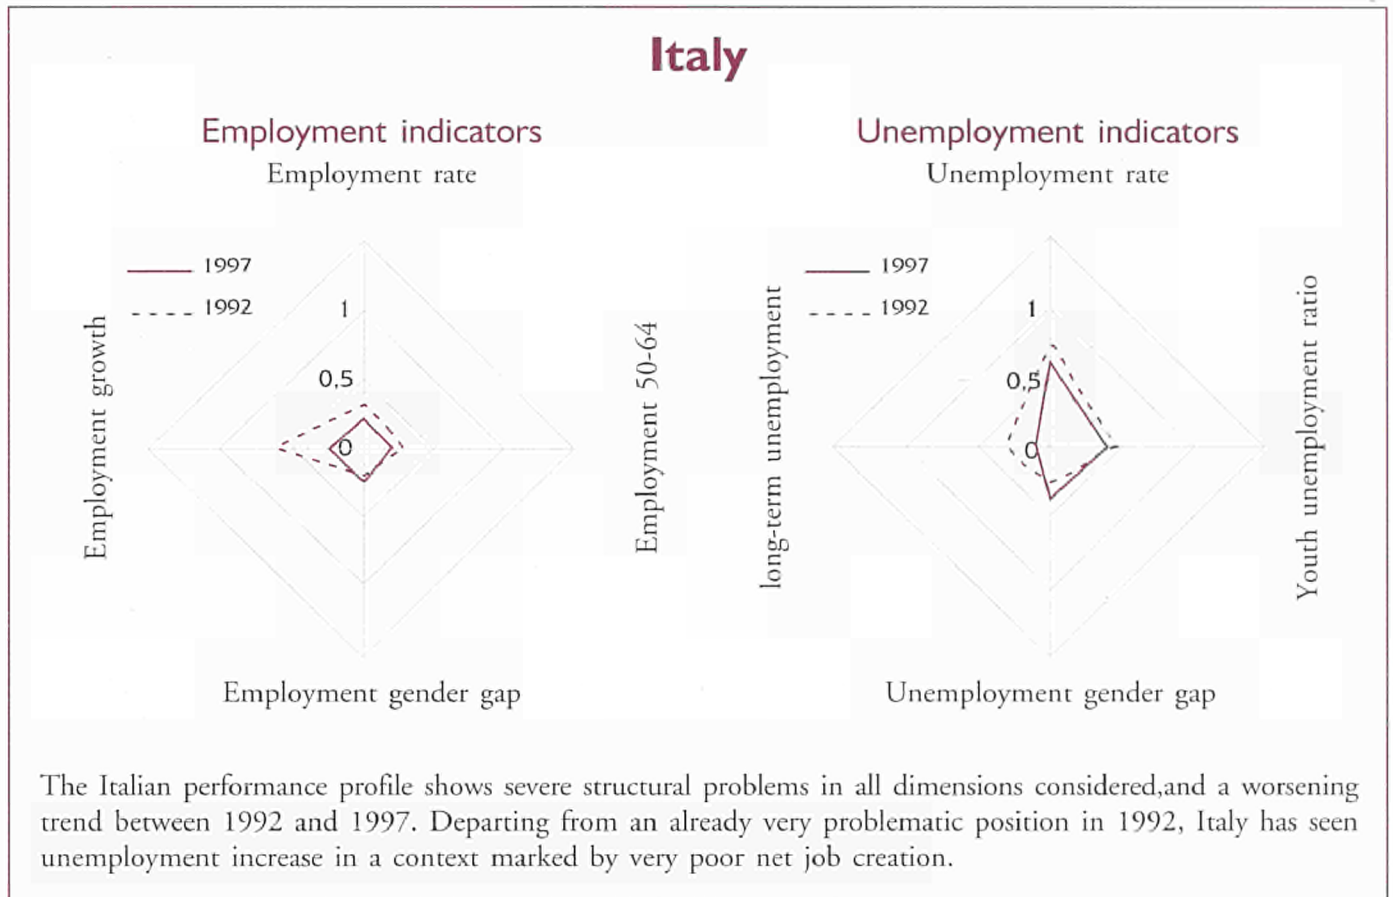 Italy
Employment indicators
Employment rate
1997
1992
1
0,5
0
Employment growth
Employment 50-64
Employment gender gap
Unemployment indicators
Unemployment rate
1997
1992
1
0,5
0
long-term unemployment
Youth unemployment ratio
Unemployment gender gap
The Italian performance profile shows severe structural problems in all dimensions considered,and a worsening
trend between 1992 and 1997. Departing from an already very problematic position in 1992, Italy has seen
unemployment increase in a context marked by very poor net job creation.